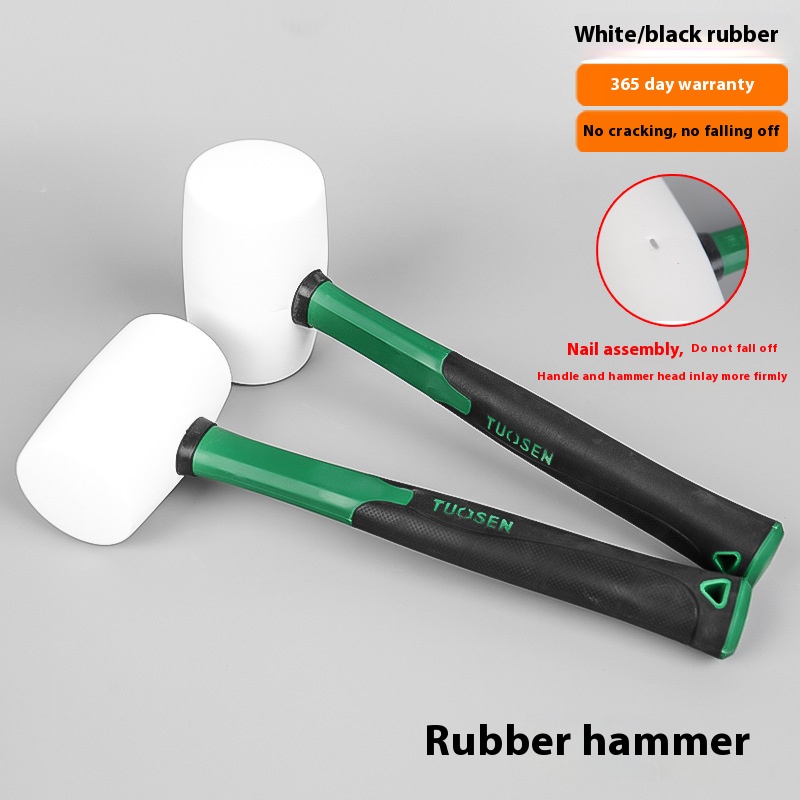 White/black rubber
365 day warranty
No cracking, no falling off
Nail assembly, Do not fall off
Handle and hammer head inlay more firmly
TUOSEN
TUOSEN
Rubber hammer